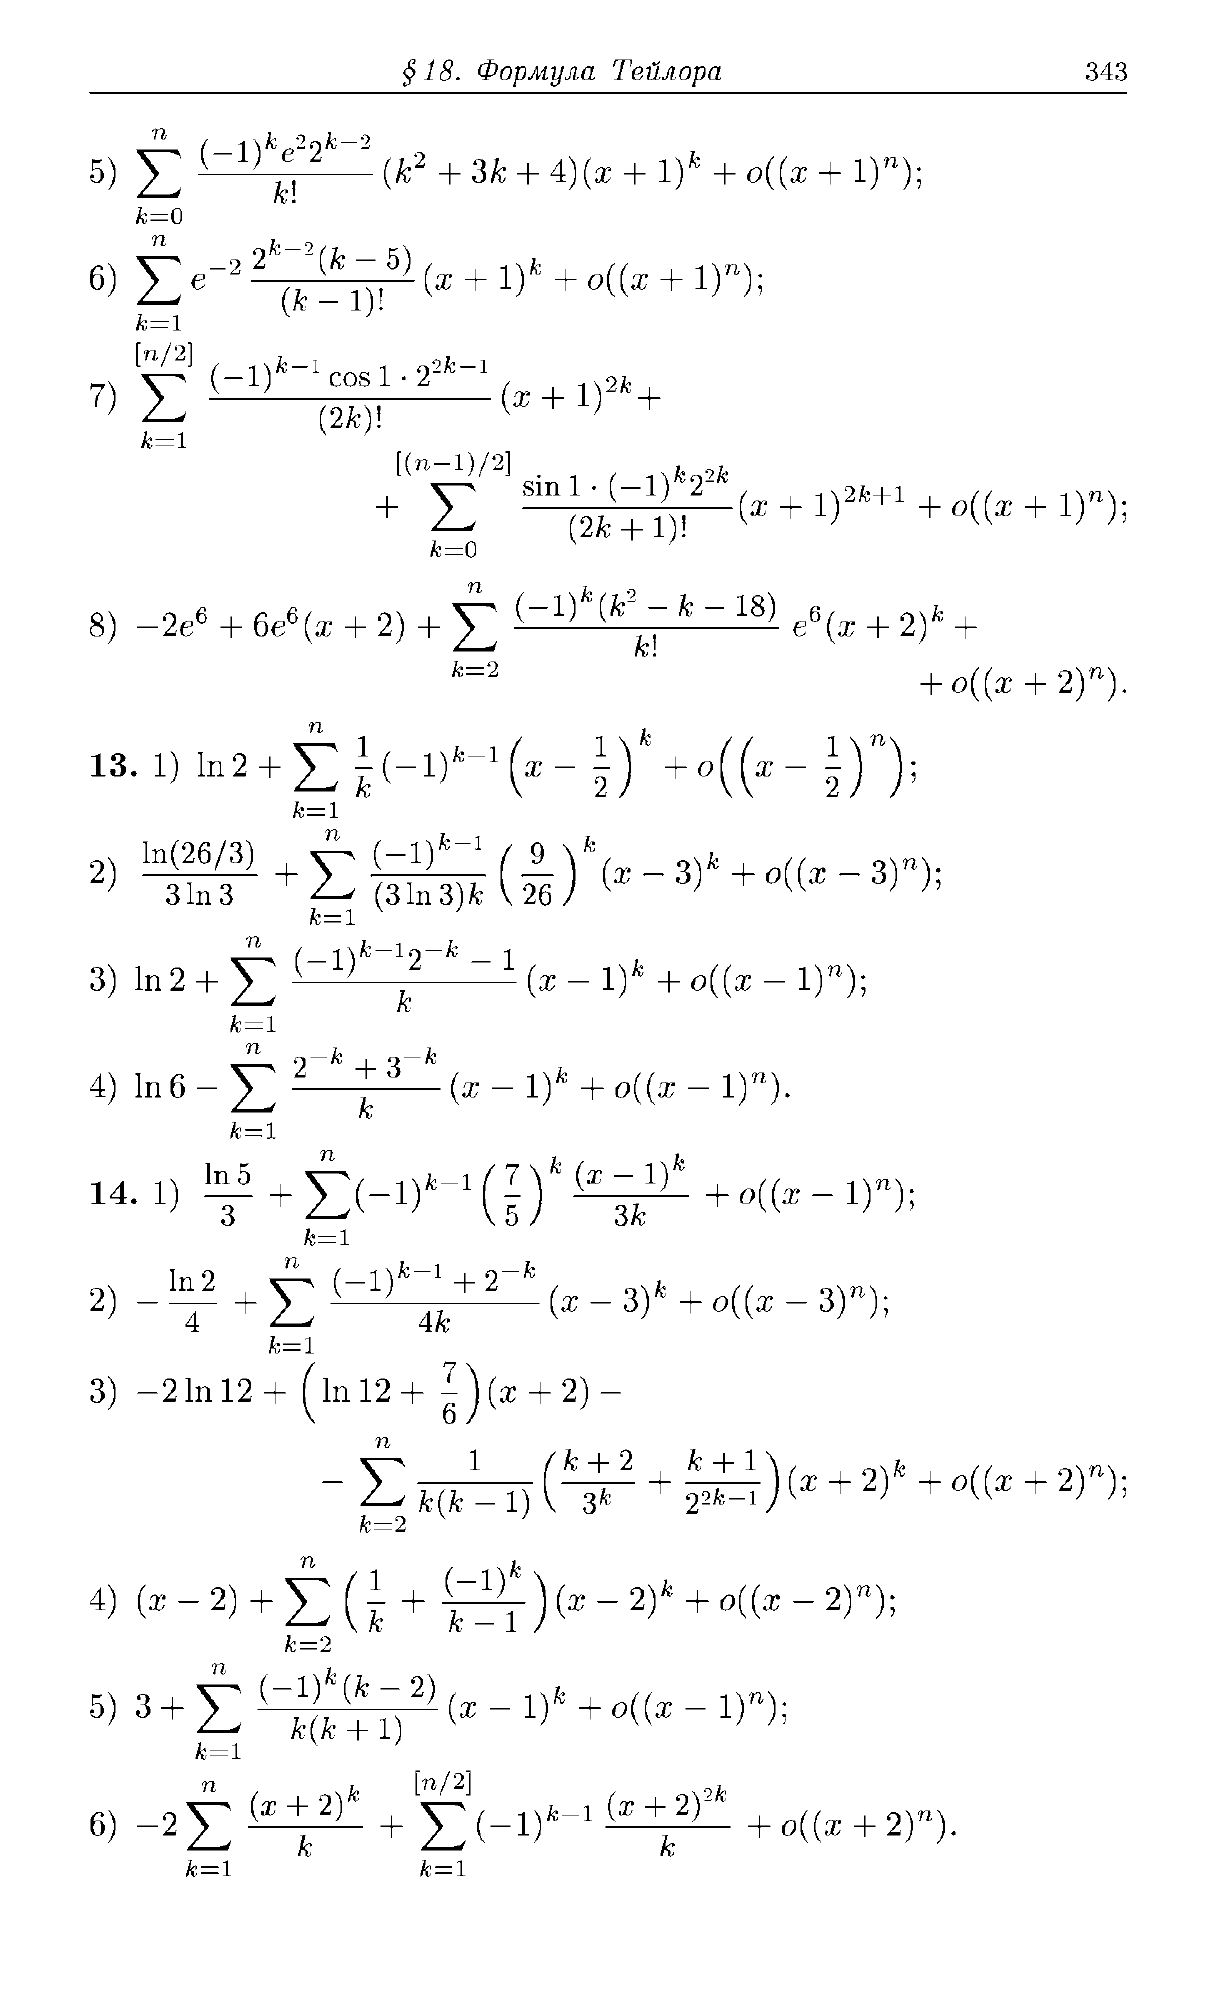 § 18. Формула Тейлора 343
5) $\sum_{k=0}^{n} \frac{(-1)^k e^2 2^{k-2}}{k!}(k^2 + 3k + 4)(x + 1)^k + o((x + 1)^n);$
6) $\sum_{k=1}^{n} e^{-2} \frac{2^{k-2}(k - 5)}{(k - 1)!}(x + 1)^k + o((x + 1)^n);$
7) $\sum_{k=1}^{[n/2]} \frac{(-1)^{k-1} \cos 1 \cdot 2^{2k-1}}{(2k)!}(x + 1)^{2k} +$
$+ \sum_{k=0}^{[(n-1)/2]} \frac{\sin 1 \cdot (-1)^k 2^{2k}}{(2k + 1)!}(x + 1)^{2k+1} + o((x + 1)^n);$
8) $-2e^6 + 6e^6(x + 2) + \sum_{k=2}^{n} \frac{(-1)^k(k^2 - k - 18)}{k!} e^6(x + 2)^k +$
$+ o((x + 2)^n).$
13. 1) $\ln 2 + \sum_{k=1}^{n} \frac{1}{k}(-1)^{k-1}\left(x - \frac{1}{2}\right)^k + o\left(\left(x - \frac{1}{2}\right)^n\right);$
2) $\frac{\ln(26/3)}{3 \ln 3} + \sum_{k=1}^{n} \frac{(-1)^{k-1}}{(3 \ln 3)k}\left(\frac{9}{26}\right)^k (x - 3)^k + o((x - 3)^n);$
3) $\ln 2 + \sum_{k=1}^{n} \frac{(-1)^{k-1}2^{-k} - 1}{k}(x - 1)^k + o((x - 1)^n);$
4) $\ln 6 - \sum_{k=1}^{n} \frac{2^{-k} + 3^{-k}}{k}(x - 1)^k + o((x - 1)^n).$
14. 1) $\frac{\ln 5}{3} + \sum_{k=1}^{n}(-1)^{k-1}\left(\frac{7}{5}\right)^k \frac{(x - 1)^k}{3k} + o((x - 1)^n);$
2) $-\frac{\ln 2}{4} + \sum_{k=1}^{n} \frac{(-1)^{k-1} + 2^{-k}}{4k}(x - 3)^k + o((x - 3)^n);$
3) $-2 \ln 12 + \left(\ln 12 + \frac{7}{6}\right)(x + 2) -$
$- \sum_{k=2}^{n} \frac{1}{k(k - 1)}\left(\frac{k + 2}{3^k} + \frac{k + 1}{2^{2k-1}}\right)(x + 2)^k + o((x + 2)^n);$
4) $(x - 2) + \sum_{k=2}^{n}\left(\frac{1}{k} + \frac{(-1)^k}{k - 1}\right)(x - 2)^k + o((x - 2)^n);$
5) $3 + \sum_{k=1}^{n} \frac{(-1)^k(k - 2)}{k(k + 1)}(x - 1)^k + o((x - 1)^n);$
6) $-2 \sum_{k=1}^{n} \frac{(x + 2)^k}{k} + \sum_{k=1}^{[n/2]}(-1)^{k-1} \frac{(x + 2)^{2k}}{k} + o((x + 2)^n).$